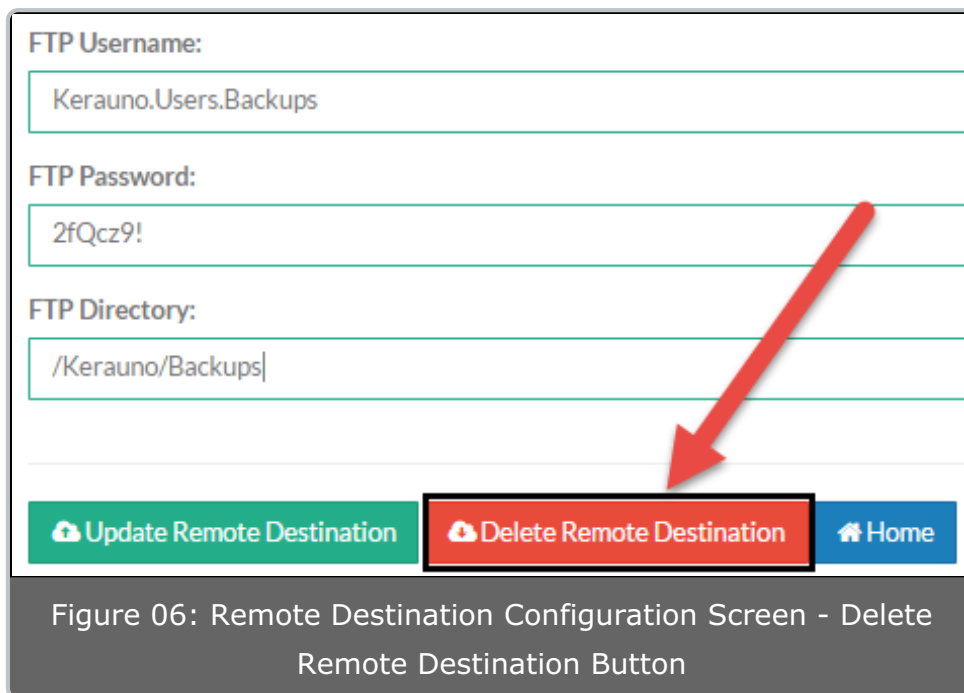 FTP Username:
Kerauno.Users.Backups
FTP Password:
2fQcz9!
FTP Directory:
/Kerauno/Backups
Update Remote Destination Delete Remote Destination Home
Figure 06: Remote Destination Configuration Screen - Delete
Remote Destination Button